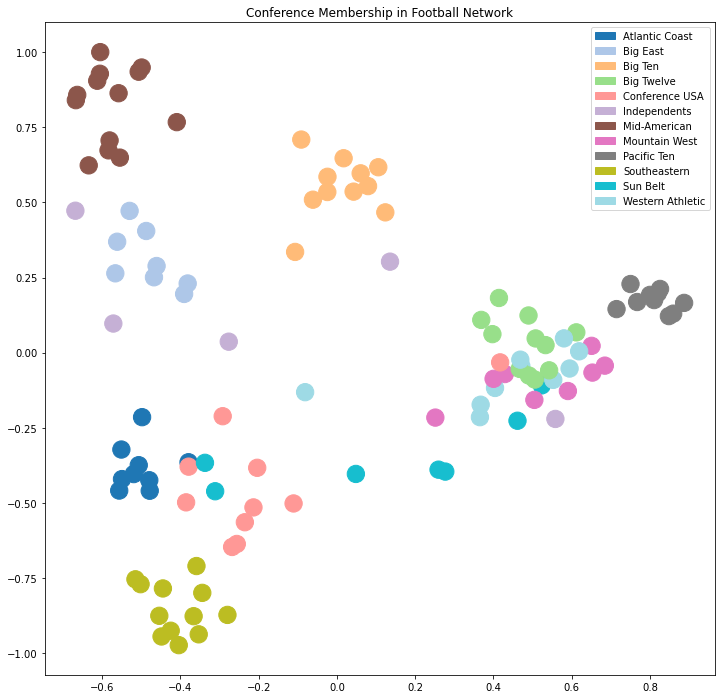 Conference Membership in Football Network
Atlantic Coast
Big East
Big Ten
Big Twelve
Conference USA
Independents
Mid-American
Mountain West
Pacific Ten
Southeastern
Sun Belt
Western Athletic
1.00
0.75
0.50
0.25
0.00
−0.25
−0.50
−0.75
−1.00
−0.6 −0.4 −0.2 0.0 0.2 0.4 0.6 0.8